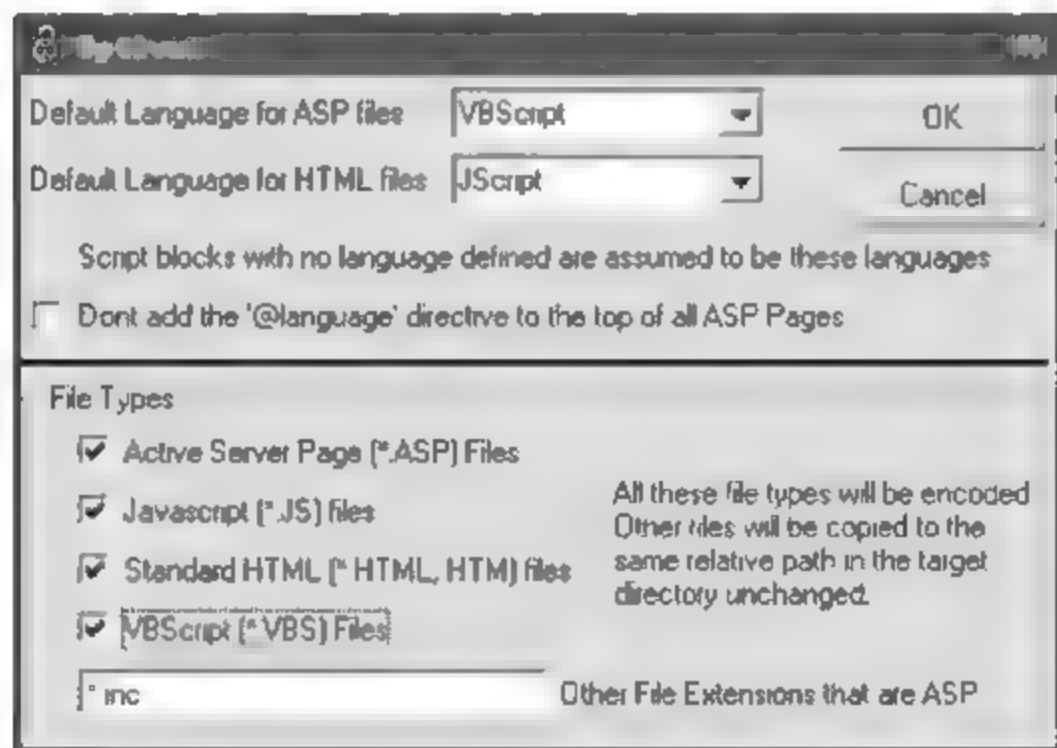 Default Language for ASP files VBScript OK
Default Language for HTML files JScript
Cancel
Script blocks with no language defined are assumed to be these languages
Dont add the '@language' directive to the top of all ASP Pages
File Types
Active Server Page (*.ASP) Files
Javascript (*.JS) files
Standard HTML (*.HTML, HTM) files
VBScript (*.VBS) Files
All these file types will be encoded
Other files will be copied to the
same relative path in the target
directory unchanged.
*.inc Other File Extensions that are ASP